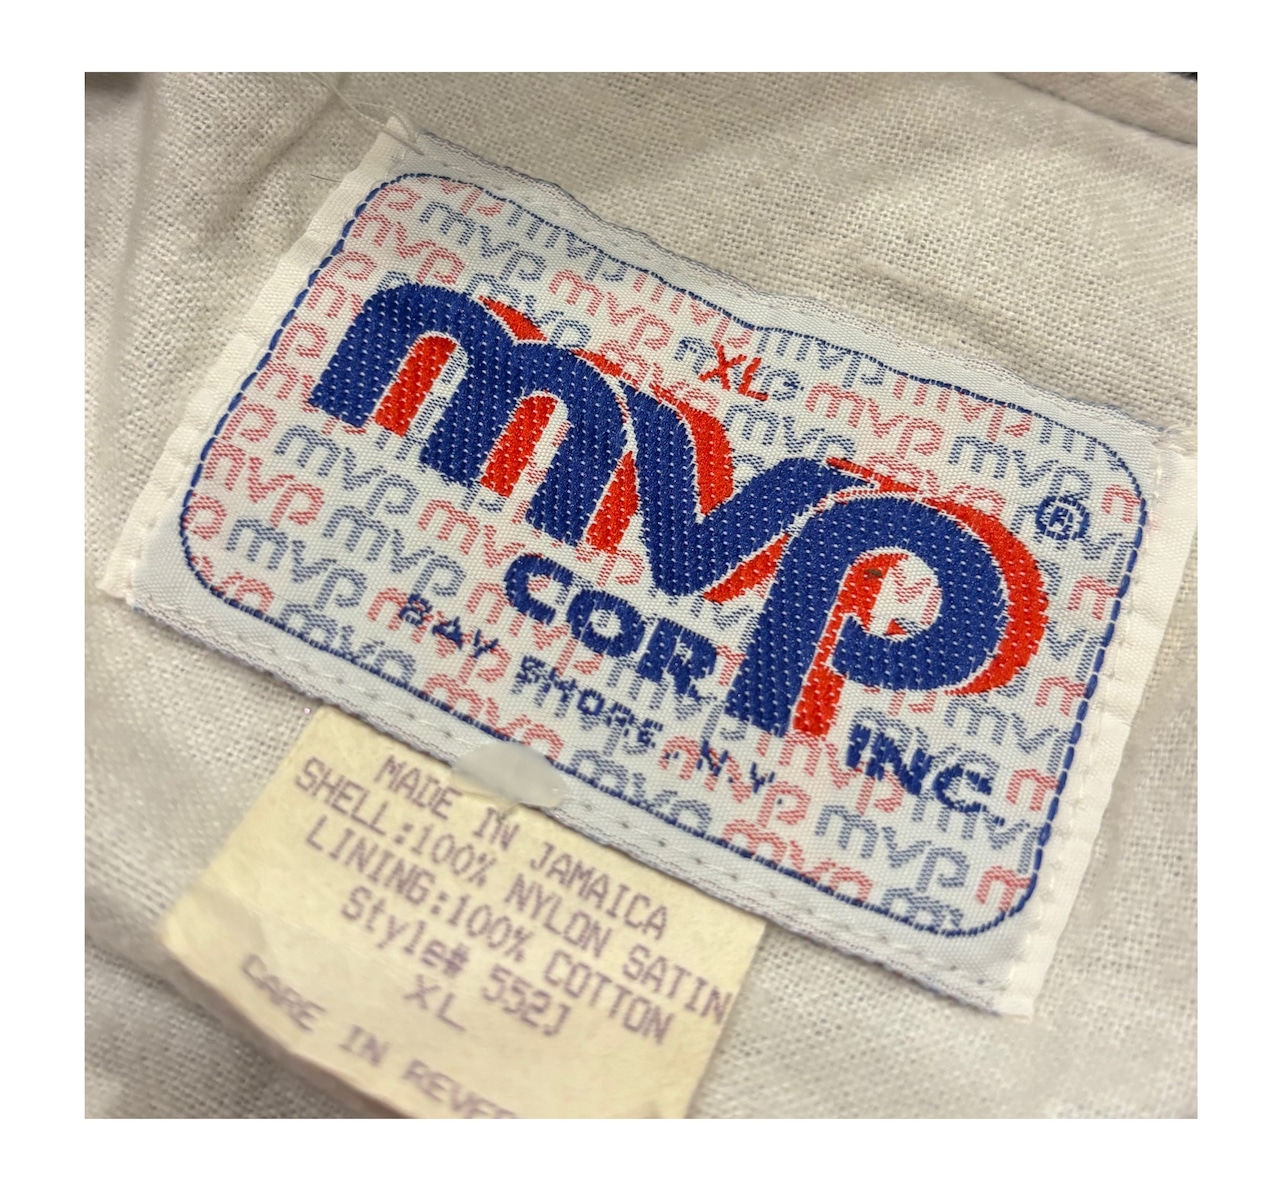 XL
mvp®
CORP INC.
BAY SHORE, N.Y.
MADE IN JAMAICA
SHELL:100% NYLON SATIN
LINING:100% COTTON
Style# 552J
XL
CARE IN